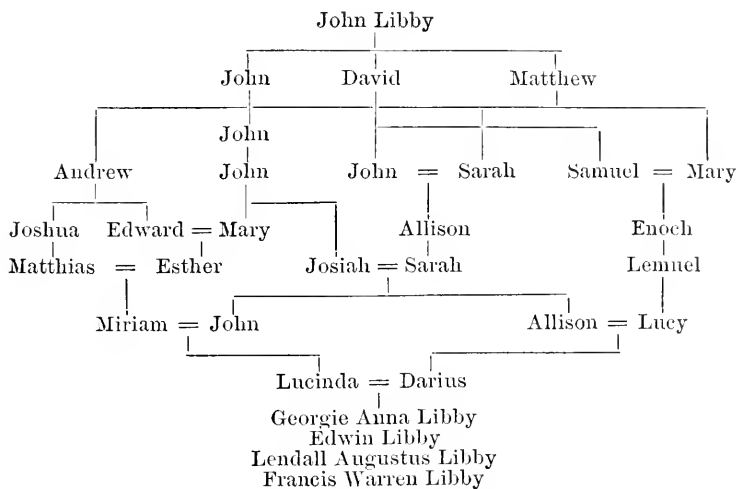 John Libby
John David Matthew
John
Andrew John John = Sarah Samuel = Mary
Joshua Edward = Mary Allison Enoch
Matthias = Esther Josiah = Sarah Lemuel
Miriam = John Allison = Lucy
Lucinda = Darius
Georgie Anna Libby
Edwin Libby
Lendall Augustus Libby
Francis Warren Libby